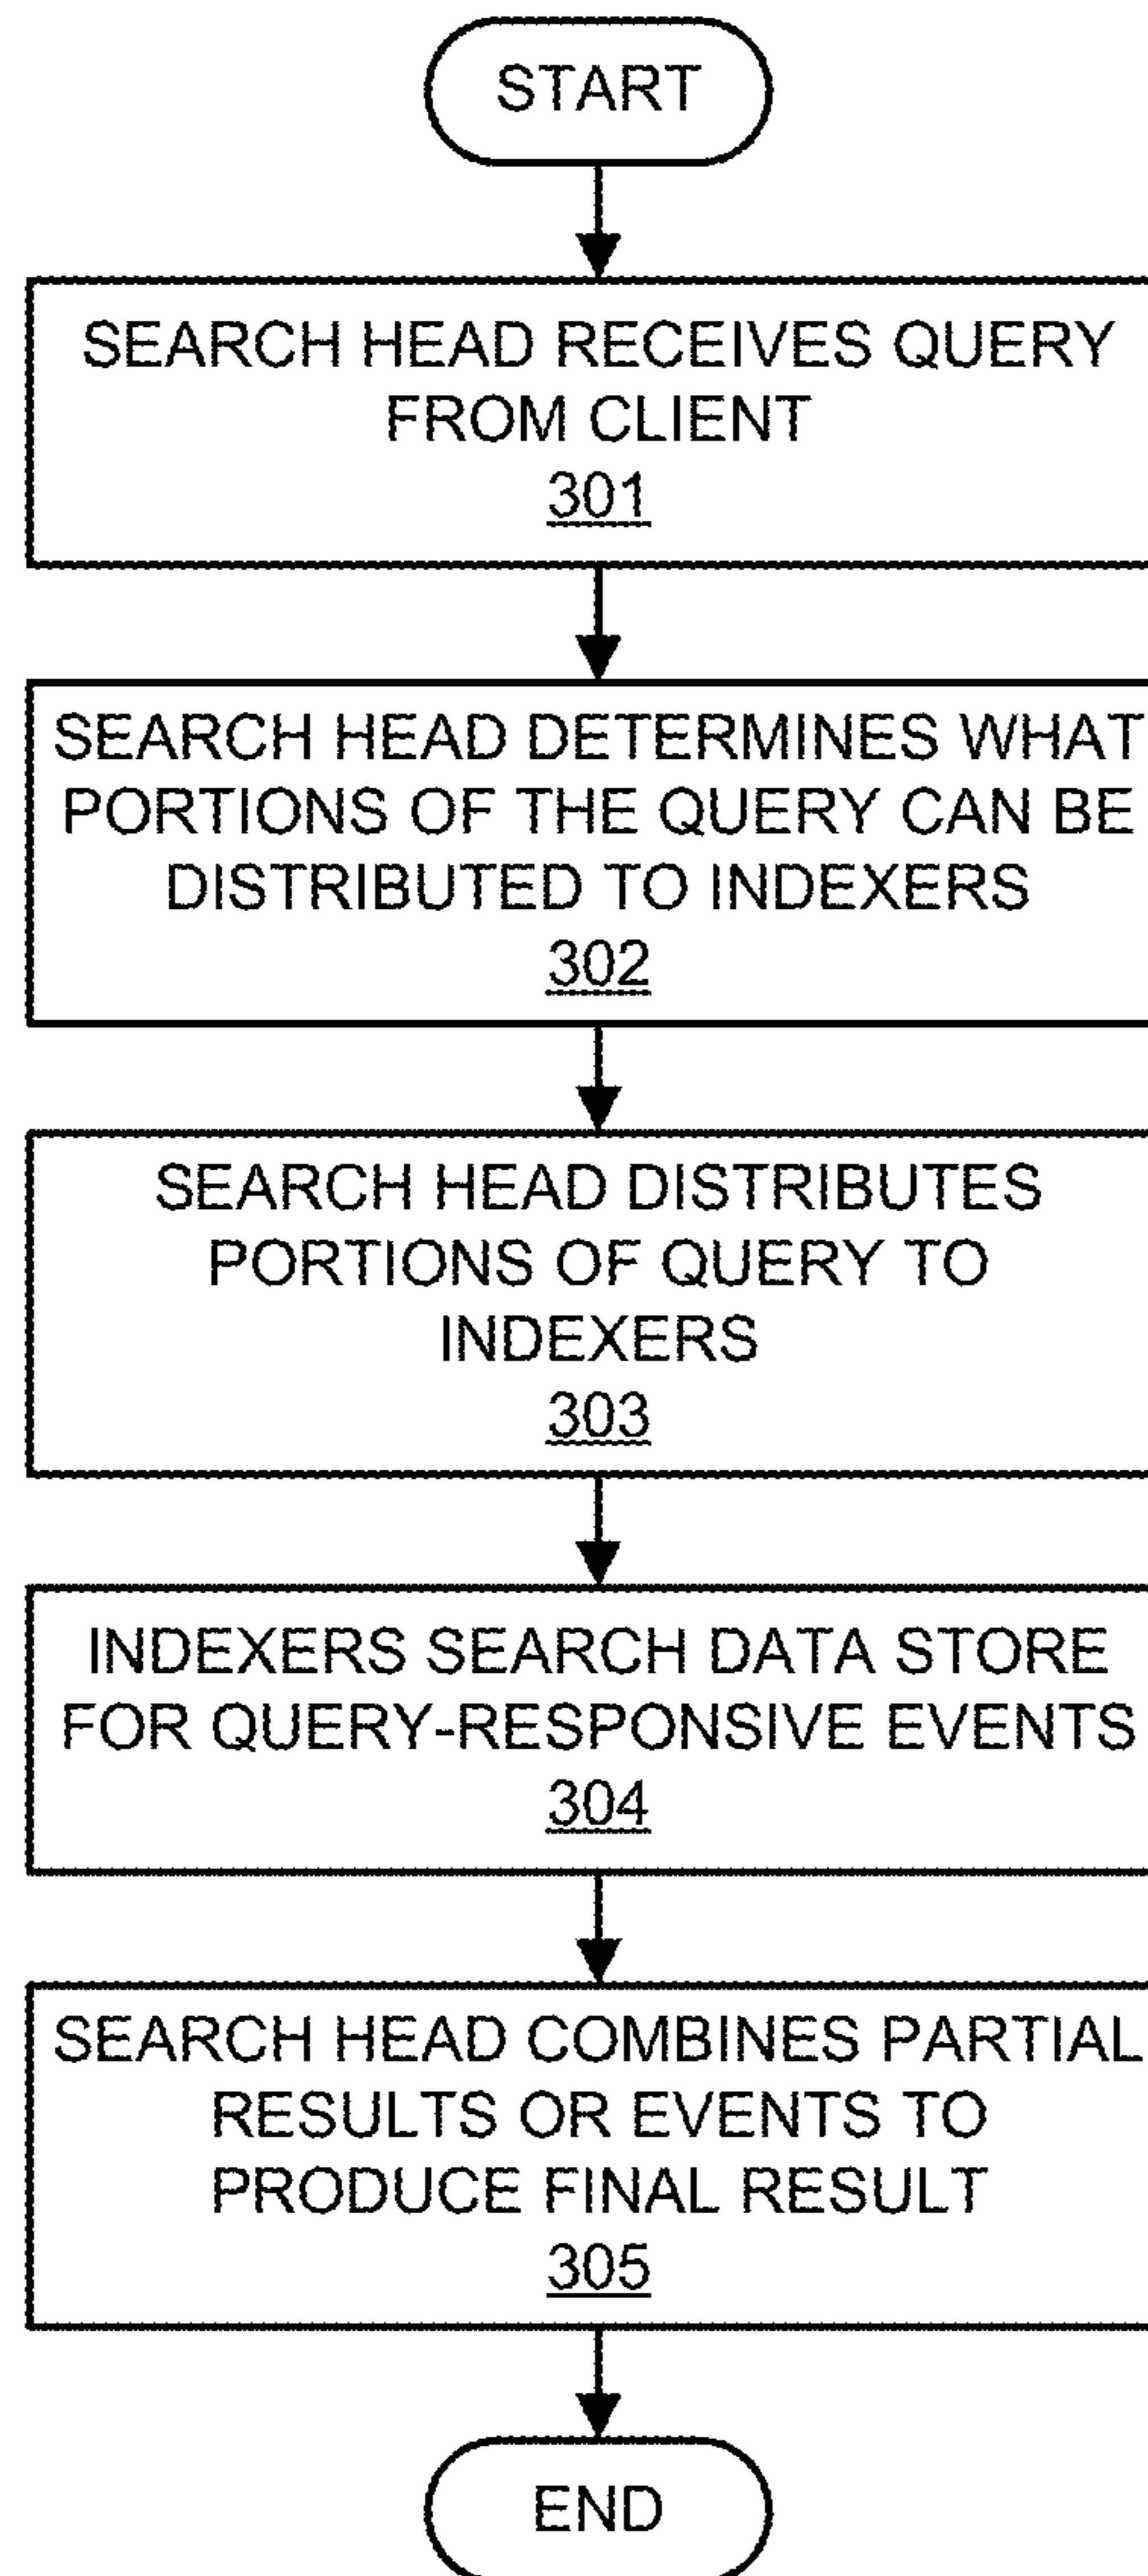 START
SEARCH HEAD RECEIVES QUERY
FROM CLIENT
301
SEARCH HEAD DETERMINES WHAT
PORTIONS OF THE QUERY CAN BE
DISTRIBUTED TO INDEXERS
302
SEARCH HEAD DISTRIBUTES
PORTIONS OF QUERY TO
INDEXERS
303
INDEXERS SEARCH DATA STORE
FOR QUERY-RESPONSIVE EVENTS
304
SEARCH HEAD COMBINES PARTIAL
RESULTS OR EVENTS TO
PRODUCE FINAL RESULT
305
END